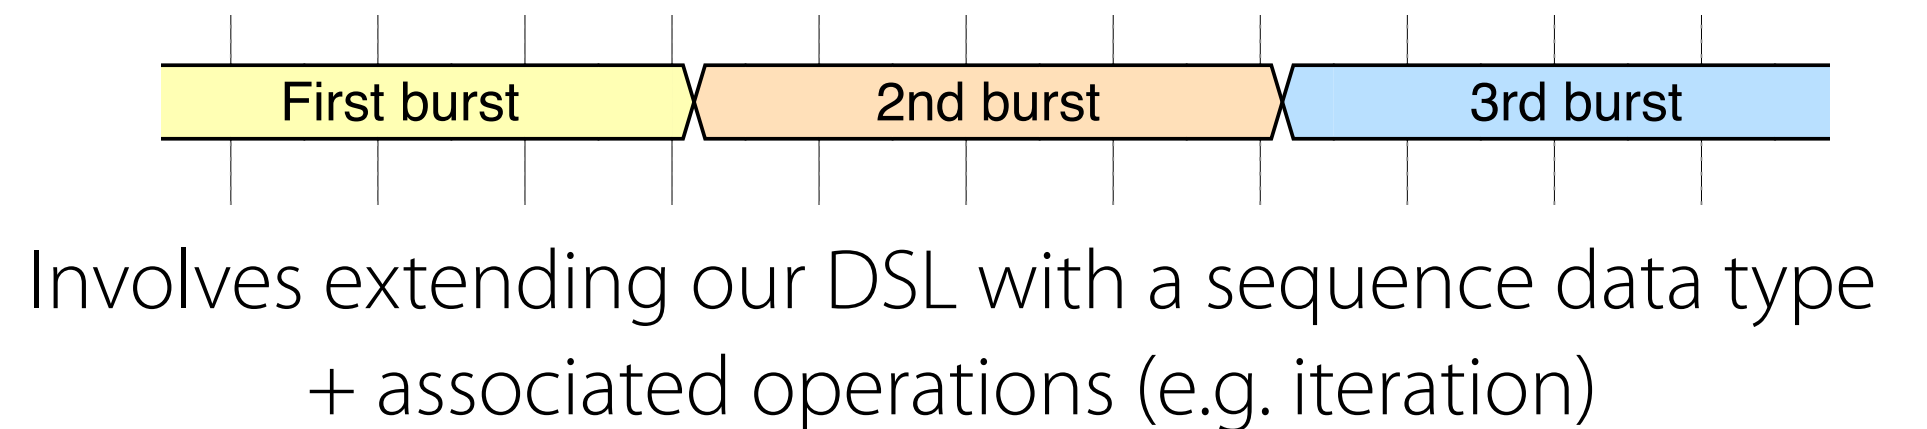 First burst 2nd burst 3rd burst
Involves extending our DSL with a sequence data type
+ associated operations (e.g. iteration)